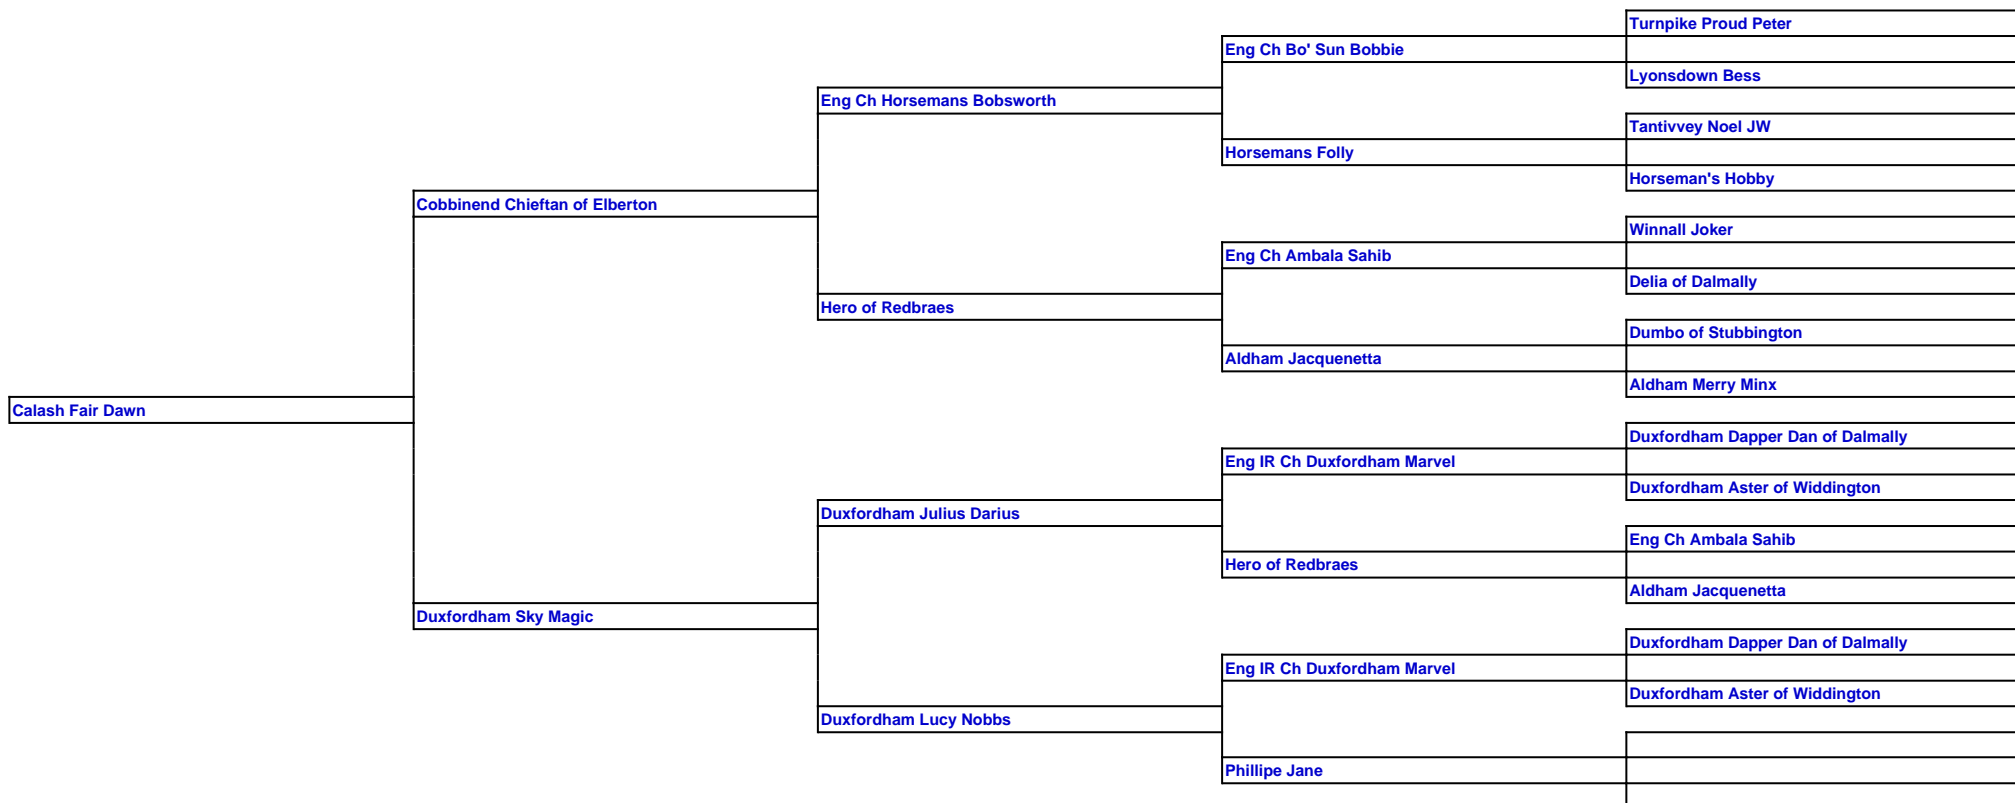 Turnpike Proud Peter
Eng Ch Bo' Sun Bobbie
Lyonsdown Bess
Eng Ch Horsemans Bobsworth
Tantivvey Noel JW
Horsemans Folly
Horseman's Hobby
Cobbinend Chieftan of Elberton
Winnall Joker
Eng Ch Ambala Sahib
Delia of Dalmally
Hero of Redbraes
Dumbo of Stubbington
Aldham Jacquenetta
Aldham Merry Minx
Calash Fair Dawn
Duxfordham Dapper Dan of Dalmally
Eng IR Ch Duxfordham Marvel
Duxfordham Aster of Widdington
Duxfordham Julius Darius
Eng Ch Ambala Sahib
Hero of Redbraes
Aldham Jacquenetta
Duxfordham Sky Magic
Duxfordham Dapper Dan of Dalmally
Eng IR Ch Duxfordham Marvel
Duxfordham Aster of Widdington
Duxfordham Lucy Nobbs
Phillipe Jane